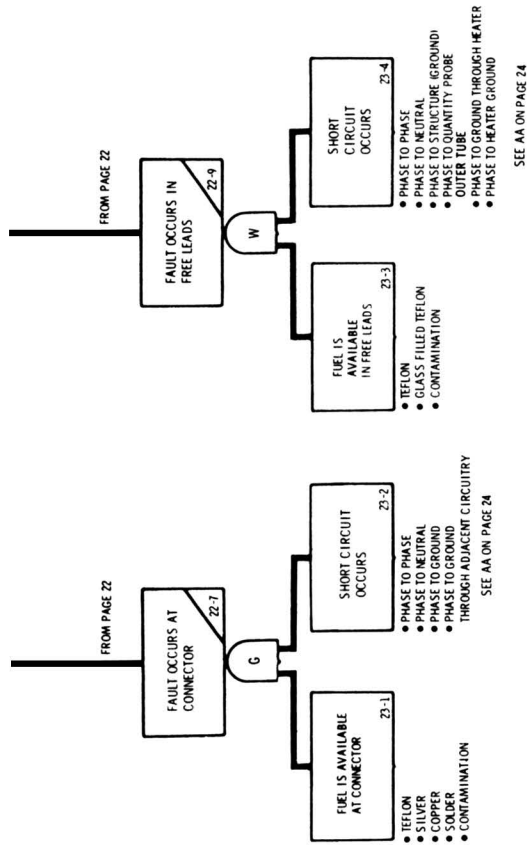 FROM PAGE 22
FAULT OCCURS AT
CONNECTOR
22-7
G
FUEL IS AVAILABLE
AT CONNECTOR
23-1
• TEFLON
• SILVER
• COPPER
• SOLDER
• CONTAMINATION
SHORT CIRCUIT
OCCURS
23-2
• PHASE TO PHASE
• PHASE TO NEUTRAL
• PHASE TO GROUND
• PHASE TO GROUND
THROUGH ADJACENT CIRCUITRY
SEE AA ON PAGE 24
FROM PAGE 22
FAULT OCCURS IN
FREE LEADS
22-9
W
FUEL IS
AVAILABLE
IN FREE LEADS
23-3
• TEFLON
• GLASS FILLED TEFLON
• CONTAMINATION
SHORT
CIRCUIT
OCCURS
23-4
• PHASE TO PHASE
• PHASE TO NEUTRAL
• PHASE TO STRUCTURE (GROUND)
• PHASE TO QUANTITY PROBE
OUTER TUBE
• PHASE TO GROUND THROUGH HEATER
• PHASE TO HEATER GROUND
SEE AA ON PAGE 24